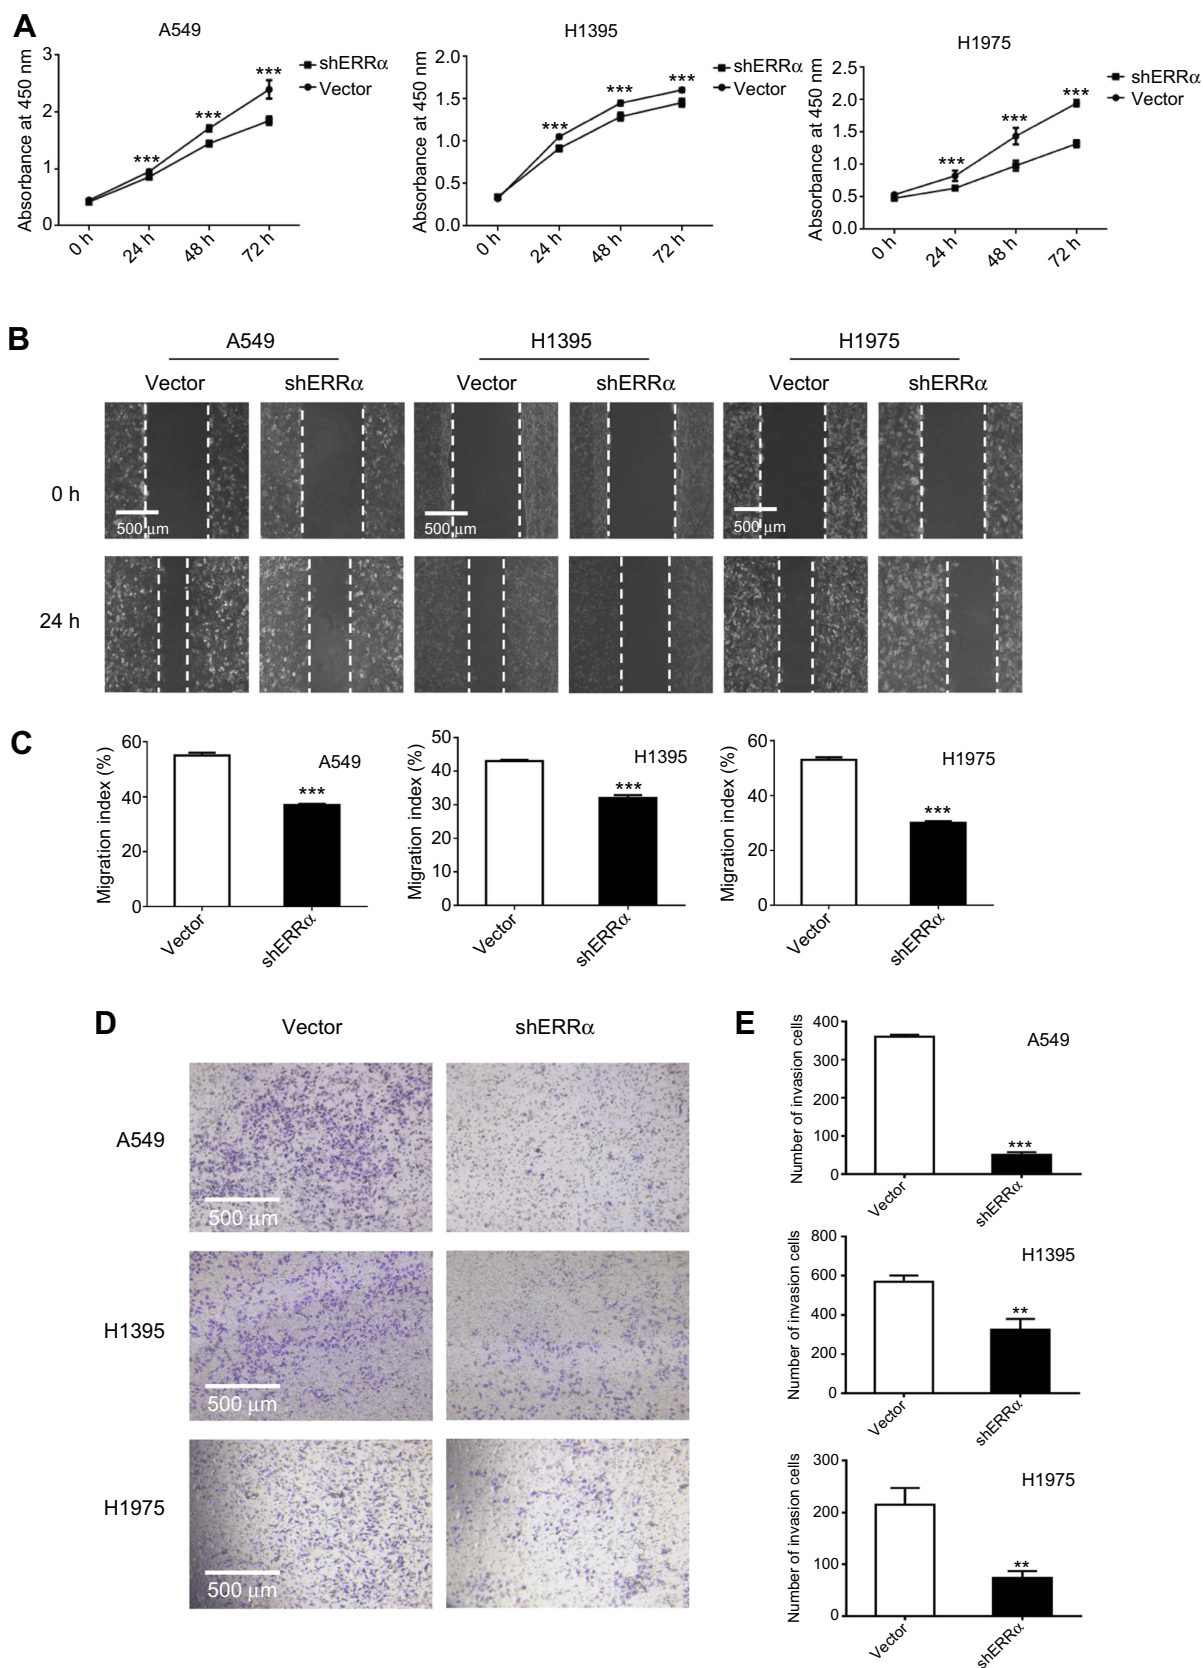 A
A549
H1395
H1975
Absorbance at 450 nm
3
2
1
0
0 h
24 h
48 h
72 h
***
***
***
shERRα
Vector
Absorbance at 450 nm
2.0
1.5
1.0
0.5
0.0
0 h
24 h
48 h
72 h
***
***
***
shERRα
Vector
Absorbance at 450 nm
2.5
2.0
1.5
1.0
0.5
0.0
0 h
24 h
48 h
72 h
***
***
***
shERRα
Vector
B
A549
H1395
H1975
Vector
shERRα
Vector
shERRα
Vector
shERRα
0 h
500 µm
500 µm
500 µm
24 h
C
Migration index (%)
60
40
20
0
A549
***
Vector
shERRα
Migration index (%)
50
40
30
20
10
0
H1395
***
Vector
shERRα
Migration index (%)
60
40
20
0
H1975
***
Vector
shERRα
D
Vector
shERRα
A549
500 µm
H1395
500 µm
H1975
500 µm
E
Number of invasion cells
400
300
200
100
0
A549
***
Vector
shERRα
Number of invasion cells
800
600
400
200
0
H1395
**
Vector
shERRα
Number of invasion cells
300
200
100
0
H1975
**
Vector
shERRα